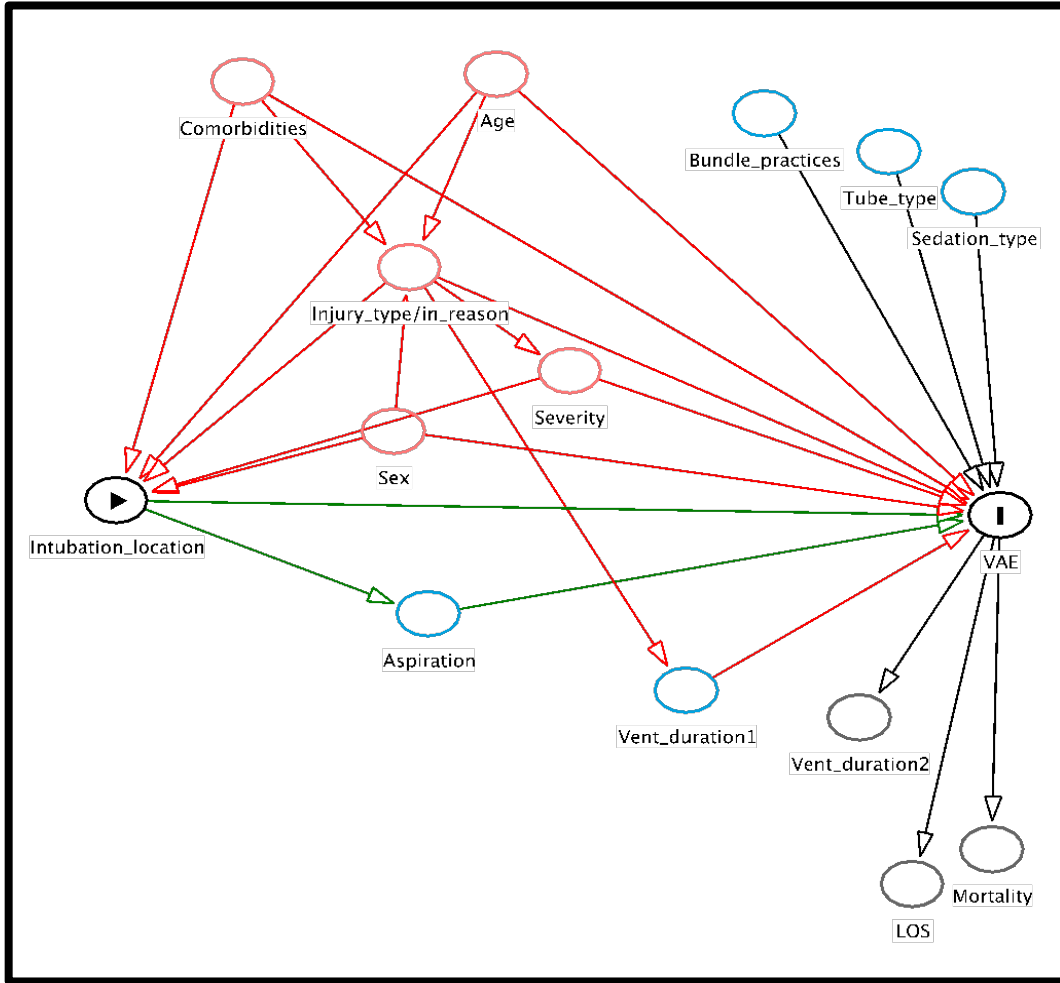 Comorbidities
Age
Bundle_practices
Tube_type
Sedation_type
Injury_type/in_reason
Severity
Sex
Intubation_location
VAE
Aspiration
Vent_duration1
Vent_duration2
Mortality
LOS